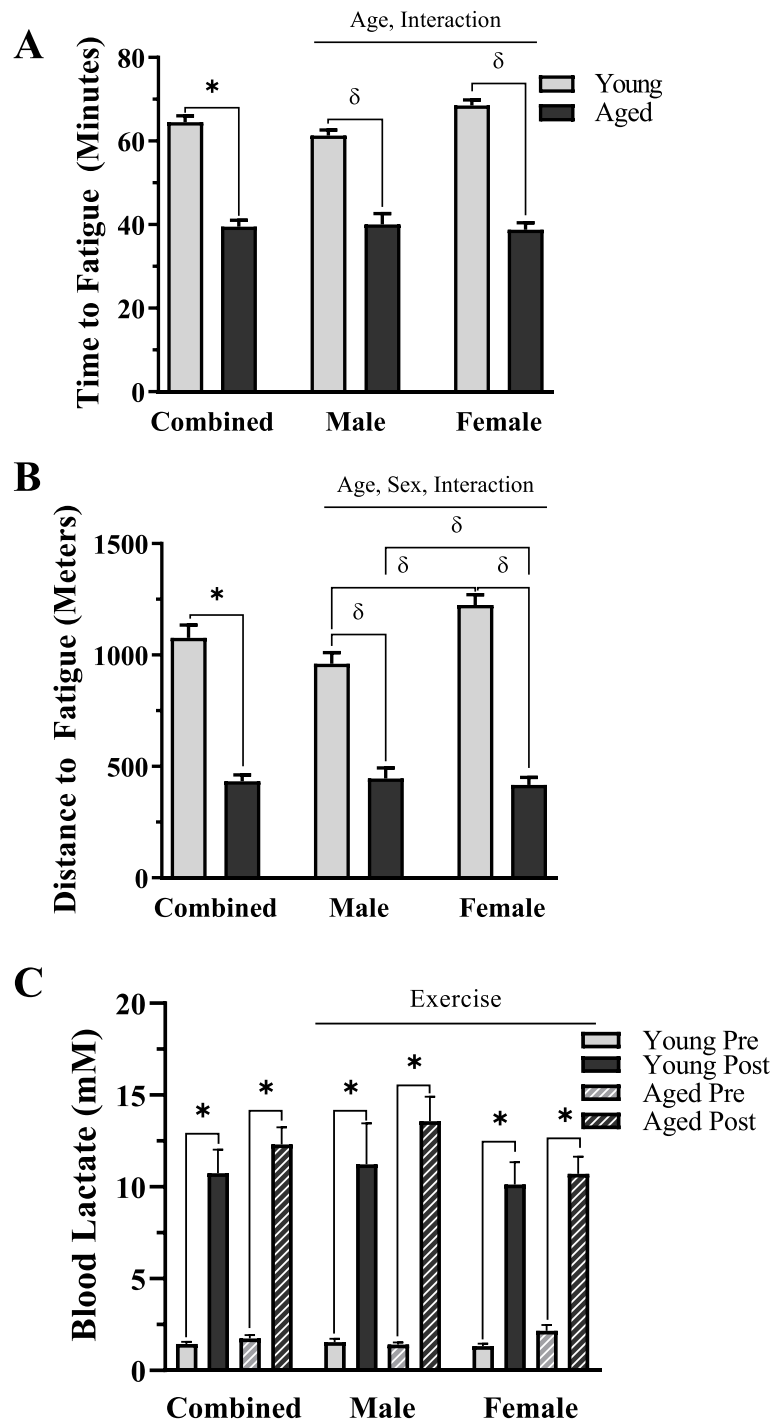 A
Age, Interaction
Time to Fatigue (Minutes)
80
60
40
20
0
*
δ
δ
Young
Aged
Combined
Male
Female
B
Age, Sex, Interaction
Distance to Fatigue (Meters)
1500
1000
500
0
*
δ
δ
δ
δ
Combined
Male
Female
C
Exercise
Blood Lactate (mM)
20
15
10
5
0
*
*
*
*
*
*
Young Pre
Young Post
Aged Pre
Aged Post
Combined
Male
Female